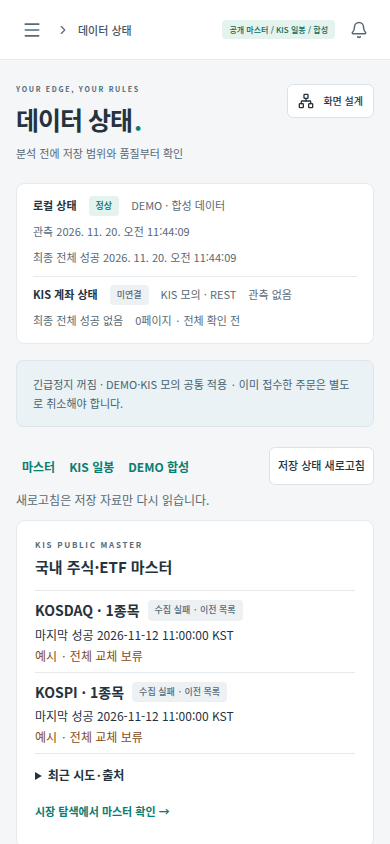 데이터 상태
공개 마스터 / KIS 일봉 / 합성
YOUR EDGE, YOUR RULES
데이터 상태.
화면 설계
분석 전에 저장 범위와 품질부터 확인
로컬 상태 정상 DEMO · 합성 데이터
관측 2026. 11. 20. 오전 11:44:09
최종 전체 성공 2026. 11. 20. 오전 11:44:09
KIS 계좌 상태 미연결 KIS 모의 · REST 관측 없음
최종 전체 성공 없음 0페이지 · 전체 확인 전
긴급정지 꺼짐 · DEMO·KIS 모의 공통 적용 · 이미 접수한 주문은 별도
로 취소해야 합니다.
마스터 KIS 일봉 DEMO 합성
저장 상태 새로고침
새로고침은 저장 자료만 다시 읽습니다.
KIS PUBLIC MASTER
국내 주식·ETF 마스터
KOSDAQ · 1종목 수집 실패 · 이전 목록
마지막 성공 2026-11-12 11:00:00 KST
예시 · 전체 교체 보류
KOSPI · 1종목 수집 실패 · 이전 목록
마지막 성공 2026-11-12 11:00:00 KST
예시 · 전체 교체 보류
▶ 최근 시도·출처
시장 탐색에서 마스터 확인 →